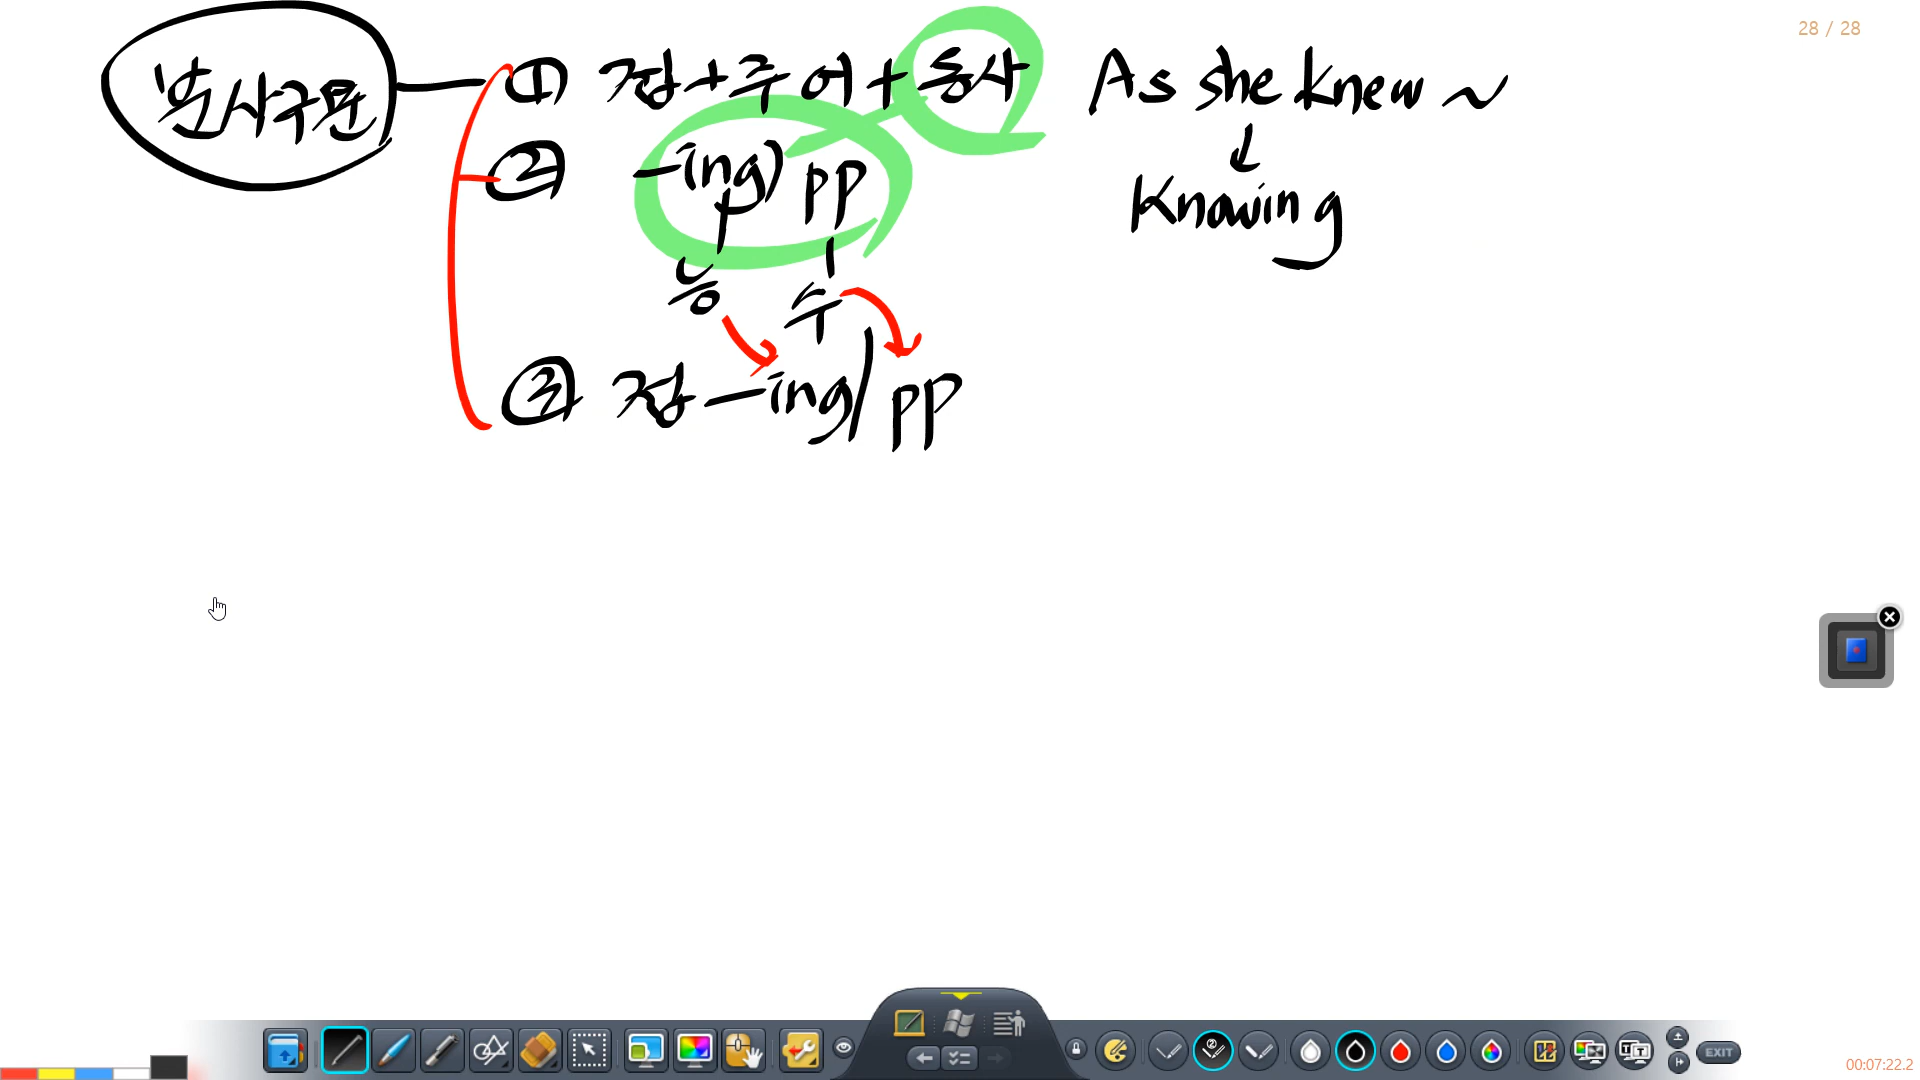 28 / 28
분사구문
① 접+주어+동사 As she knew ~
② -ing) pp
Knowing
능 수
③ 접 -ing/pp
EXIT
00:07:22.2